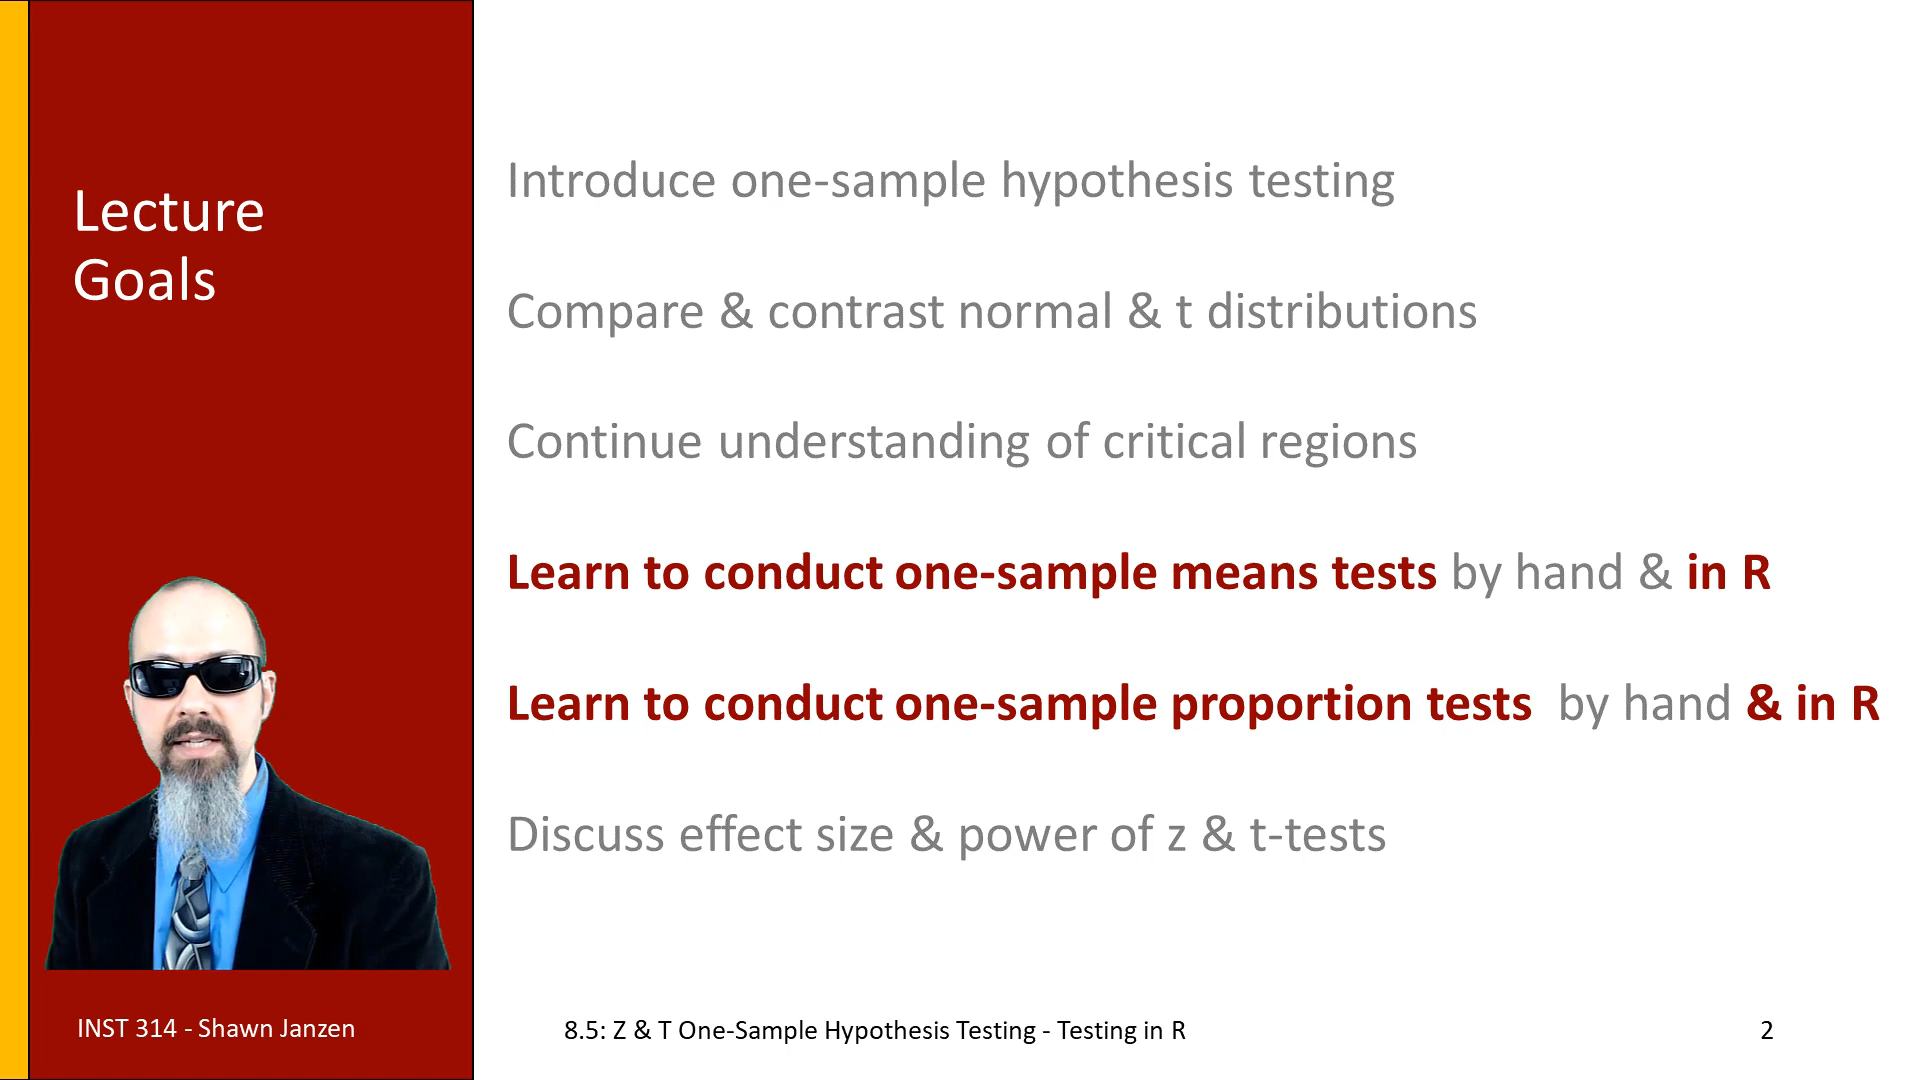 Lecture
Goals
Introduce one-sample hypothesis testing
Compare & contrast normal & t distributions
Continue understanding of critical regions
Learn to conduct one-sample means tests by hand & in R
Learn to conduct one-sample proportion tests by hand & in R
Discuss effect size & power of z & t-tests
INST 314 - Shawn Janzen
8.5: Z & T One-Sample Hypothesis Testing - Testing in R
2